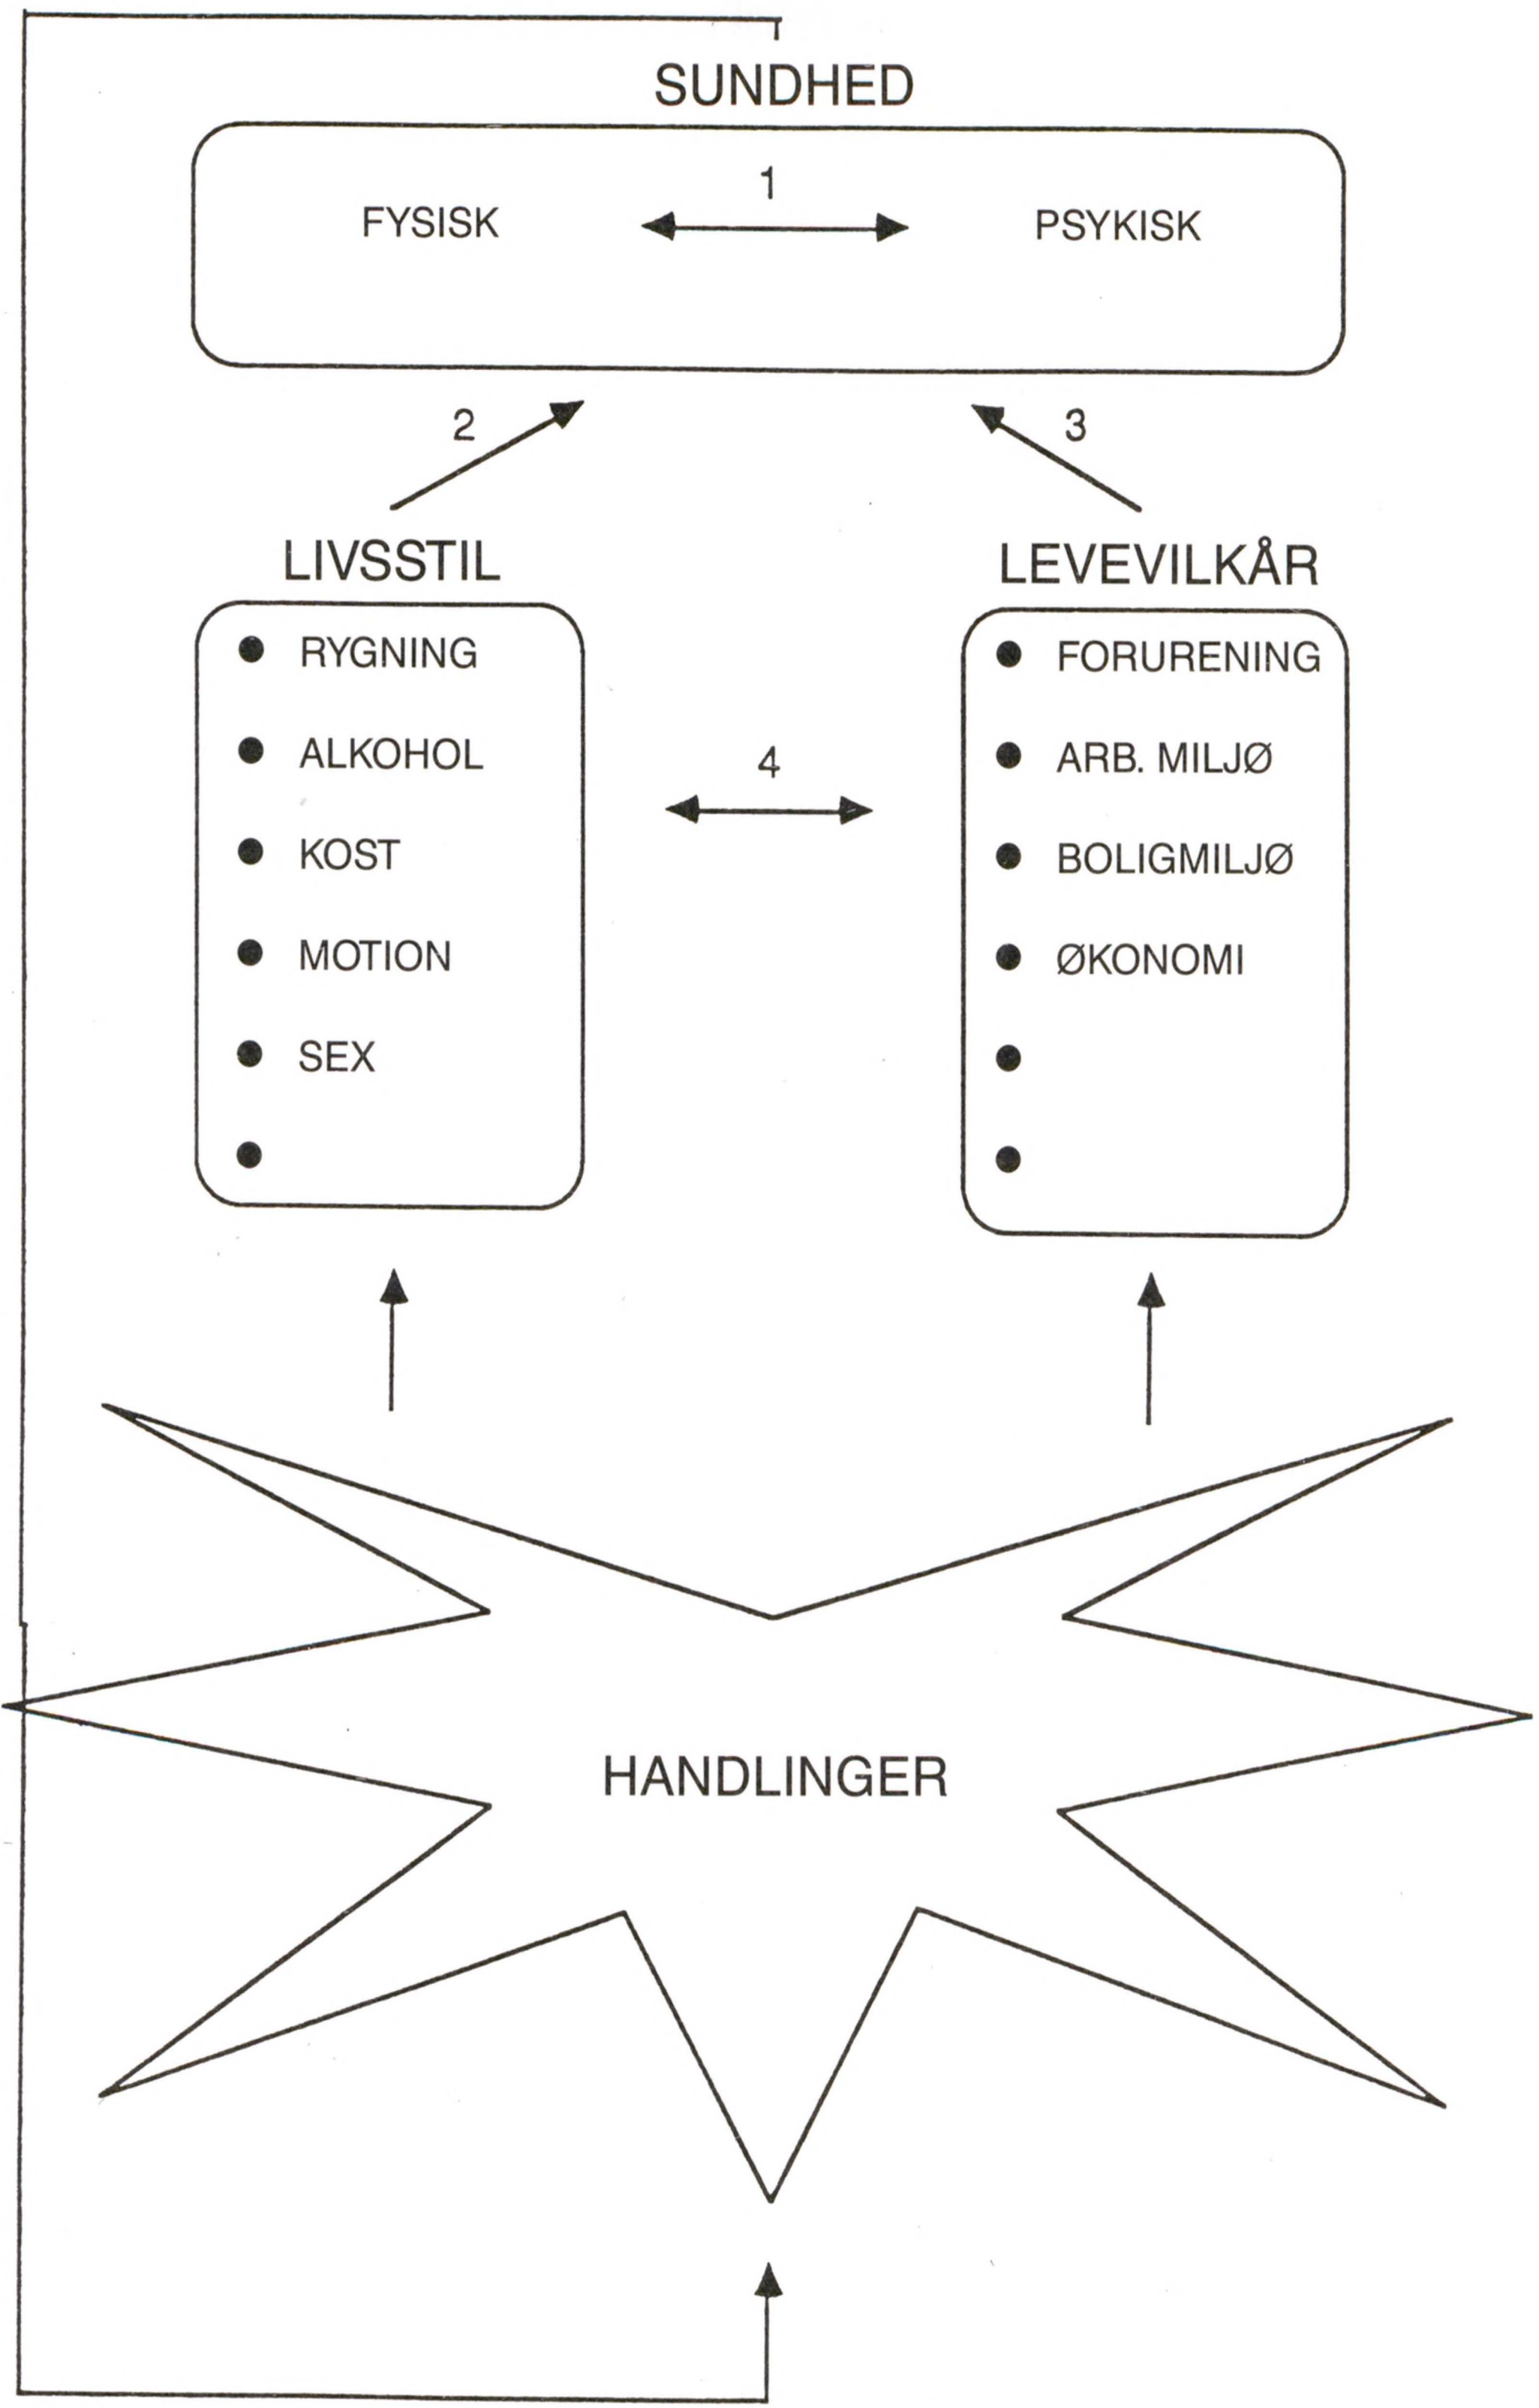 SUNDHED
1
FYSISK
PSYKISK
2
3
LIVSSTIL
LEVEVILKÅR
● RYGNING
● ALKOHOL
● KOST
● MOTION
● SEX
●
4
● FORURENING
● ARB. MILJØ
● BOLIGMILJØ
● ØKONOMI
●
●
HANDLINGER